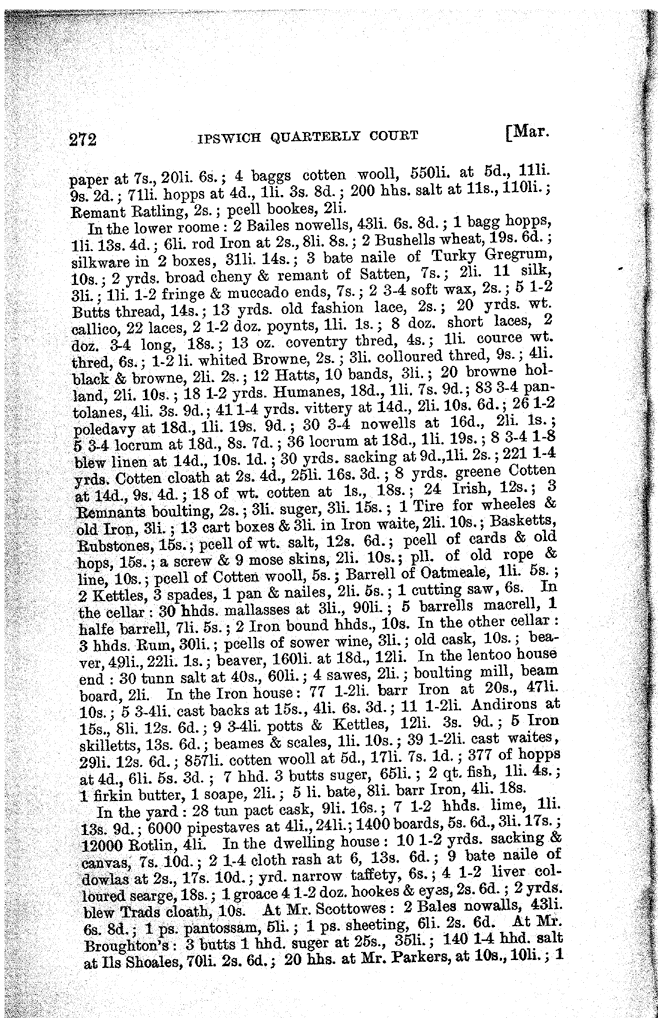 272 IPSWICH QUARTERLY COURT [Mar.
paper at 7s., 20li. 6s.; 4 baggs cotten wooll, 550li. at 5d., 11li.
9s. 2d.; 71li. hopps at 4d., 1li. 3s. 8d.; 200 hhs. salt at 11s., 110li.;
Remant Ratling, 2s.; pcell bookes, 2li.
In the lower roome: 2 Bailes nowells, 43li. 6s. 8d.; 1 bagg hopps,
1li. 13s. 4d.; 6li. rod Iron at 2s., 8li. 8s.; 2 Bushells wheat, 19s. 6d.;
silkware in 2 boxes, 31li. 14s.; 3 bate naile of Turky Gregrum,
10s.; 2 yrds. broad cheny & remant of Satten, 7s.; 2li. 11 silk,
3li.; 1li. 1-2 fringe & muccado ends, 7s.; 2 3-4 soft wax, 2s.; 5 1-2
Butts thread, 14s.; 13 yrds. old fashion lace, 2s.; 20 yrds. wt.
callico, 22 laces, 2 1-2 doz. poynts, 1li. 1s.; 8 doz. short laces, 2
doz. 3-4 long, 18s.; 13 oz. coventry thred, 4s.; 1li. cource wt.
thred, 6s.; 1-2 li. whited Browne, 2s.; 3li. colloured thred, 9s.; 4li.
black & browne, 2li. 2s.; 12 Hatts, 10 bands, 3li.; 20 browne hol-
land, 2li. 10s.; 18 1-2 yrds. Humanes, 18d., 1li. 7s. 9d.; 83 3-4 pan-
tolanes, 4li. 3s. 9d.; 41 1-4 yrds. vittery at 14d., 2li. 10s. 6d.; 26 1-2
poledavy at 18d., 1li. 19s. 9d.; 30 3-4 nowells at 16d., 2li. 1s.;
5 3-4 locrum at 18d., 8s. 7d.; 36 locrum at 18d., 1li. 19s.; 8 3-4 1-8
blew linen at 14d., 10s. 1d.; 30 yrds. sacking at 9d., 1li. 2s.; 221 1-4
yrds. Cotten cloath at 2s. 4d., 25li. 16s. 3d.; 8 yrds. greene Cotten
at 14d., 9s. 4d.; 18 of wt. cotten at 1s., 18s.; 24 Irish, 12s.; 3
Remnants boulting, 2s.; 3li. suger, 3li. 15s.; 1 Tire for wheeles &
old Iron, 3li.; 13 cart boxes & 3li. in Iron waite, 2li. 10s.; Basketts,
Rubstones, 15s.; pcell of wt. salt, 12s. 6d.; pcell of cards & old
hops, 15s.; a screw & 9 mose skins, 2li. 10s.; pll. of old rope &
line, 10s.; pcell of Cotten wooll, 5s.; Barrell of Oatmeale, 1li. 5s.;
2 Kettles, 3 spades, 1 pan & nailes, 2li. 5s.; 1 cutting saw, 6s. In
the cellar: 30 hhds. mallasses at 3li., 90li.; 5 barrells macrell, 1
halfe barrell, 7li. 5s.; 2 Iron bound hhds., 10s. In the other cellar:
3 hhds. Rum, 30li.; pcells of sower wine, 3li.; old cask, 10s.; bea-
ver, 49li., 22li. 1s.; beaver, 160li. at 18d., 12li. In the lentoo house
end: 30 tunn salt at 40s., 60li.; 4 sawes, 2li.; boulting mill, beam
board, 2li. In the Iron house: 77 1-2li. barr Iron at 20s., 47li.
10s.; 5 3-4li. cast backs at 15s., 4li. 6s. 3d.; 11 1-2li. Andirons at
15s., 8li. 12s. 6d.; 9 3-4li. potts & Kettles, 12li. 3s. 9d.; 5 Iron
skilletts, 13s. 6d.; beames & scales, 1li. 10s.; 39 1-2li. cast waites,
29li. 12s. 6d.; 857li. cotten wooll at 5d., 17li. 7s. 1d.; 377 of hopps
at 4d., 6li. 5s. 3d.; 7 hhd. 3 butts suger, 65li.; 2 qt. fish, 1li. 4s.;
1 firkin butter, 1 soape, 2li.; 5 li. bate, 8li. barr Iron, 4li. 18s.
In the yard: 28 tun pact cask, 9li. 16s.; 7 1-2 hhds. lime, 1li.
13s. 9d.; 6000 pipestaves at 4li., 24li.; 1400 boards, 5s. 6d., 3li. 17s.;
12000 Rotlin, 4li. In the dwelling house: 10 1-2 yrds. sacking &
canvas, 7s. 10d.; 2 1-4 cloth rash at 6, 13s. 6d.; 9 bate naile of
dowlas at 2s., 17s. 10d.; yrd. narrow taffety, 6s.; 4 1-2 liver col-
loured searge, 18s.; 1 groace 4 1-2 doz. hookes & eyes, 2s. 6d.; 2 yrds.
blew Trads cloath, 10s. At Mr. Scottowes: 2 Bales nowalls, 43li.
6s. 8d.; 1 ps. pantossam, 5li.; 1 ps. sheeting, 6li. 2s. 6d. At Mr.
Broughton's: 3 butts 1 hhd. suger at 25s., 35li.; 140 1-4 hhd. salt
at Ils Shoales, 70li. 2s. 6d.; 20 hhs. at Mr. Parkers, at 10s., 10li.; 1